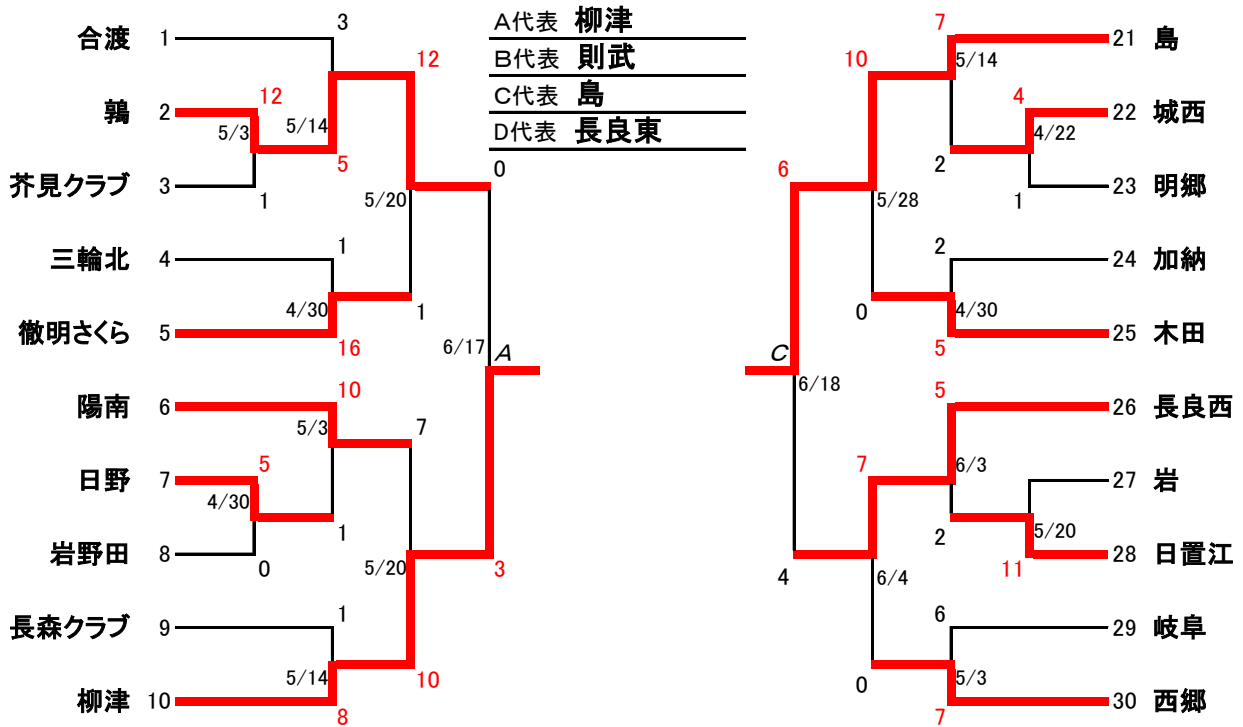 A代表 柳津
B代表 則武
C代表 島
D代表 長良東
合渡 1
3
鶉 2
12
5/3
5/14
12
5
芥見クラブ 3
1
5/20
0
三輪北 4
1
4/30
1
徹明さくら 5
16
6/17
A
陽南 6
10
5/3
7
日野 7
5
4/30
1
岩野田 8
0
5/20
3
長森クラブ 9
1
5/14
10
柳津 10
8
7
21 島
10
5/14
4
22 城西
4/22
2
6
5/28
1
23 明郷
2
24 加納
0
4/30
5
25 木田
C
6/18
5
26 長良西
7
6/3
27 岩
2
5/20
11
28 日置江
4
6/4
6
29 岐阜
0
5/3
7
30 西郷